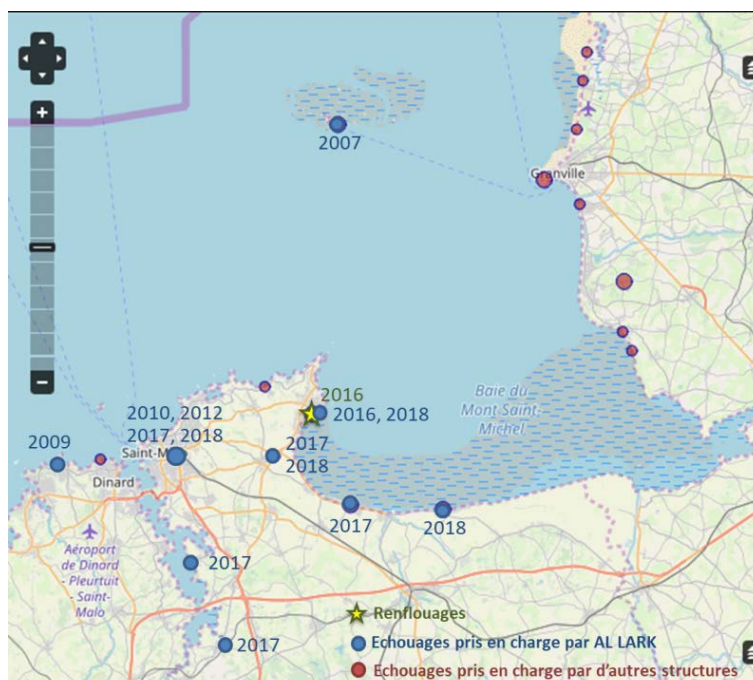 2007
Granville
Baie du
Mont Saint-
Michel
2016
2016, 2018
2010, 2012
2017, 2018
2009
Saint-M
2017
2018
Dinard
2017
2018
Aéroport
de Dinard
- Pleurtuit
- Saint-
Malo
2017
2017
Renflouages
Echouages pris en charge par AL LARK
Echouages pris en charge par d'autres structures